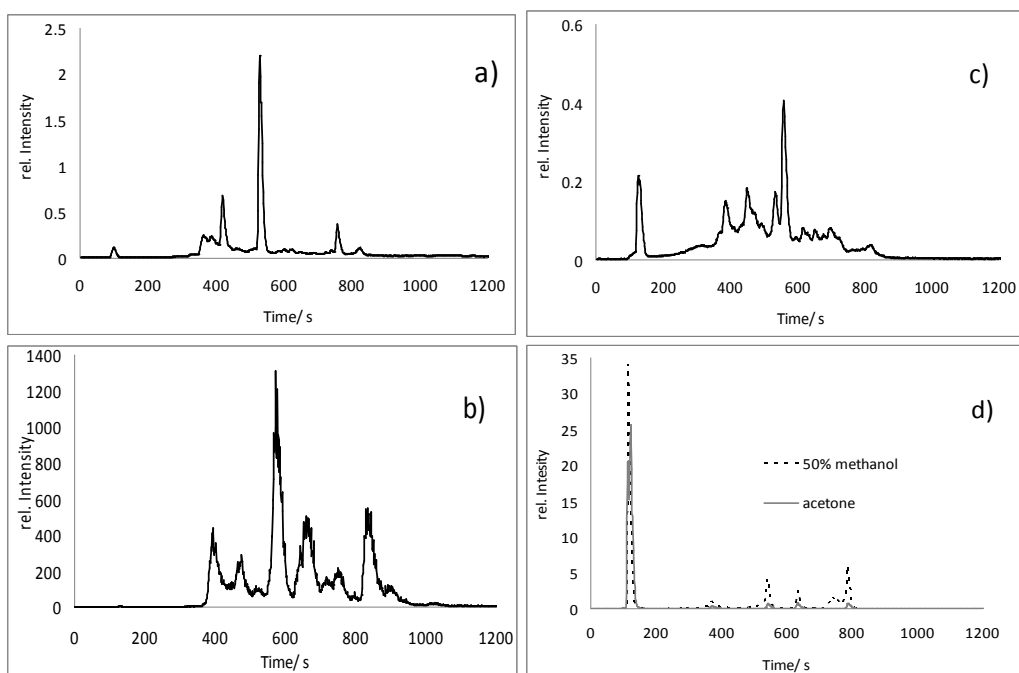 a)
rel. Intensity
2.5
2
1.5
1
0.5
0
0 200 400 600 800 1000 1200
Time/ s
c)
rel. Intensity
0.6
0.4
0.2
0
0 200 400 600 800 1000 1200
Time/ s
b)
rel. Intensity
1400
1200
1000
800
600
400
200
0
0 200 400 600 800 1000 1200
Time/ s
d)
rel. Intesity
35
30
25
20
15
10
5
0
50% methanol
acetone
0 200 400 600 800 1000 1200
Time/ s